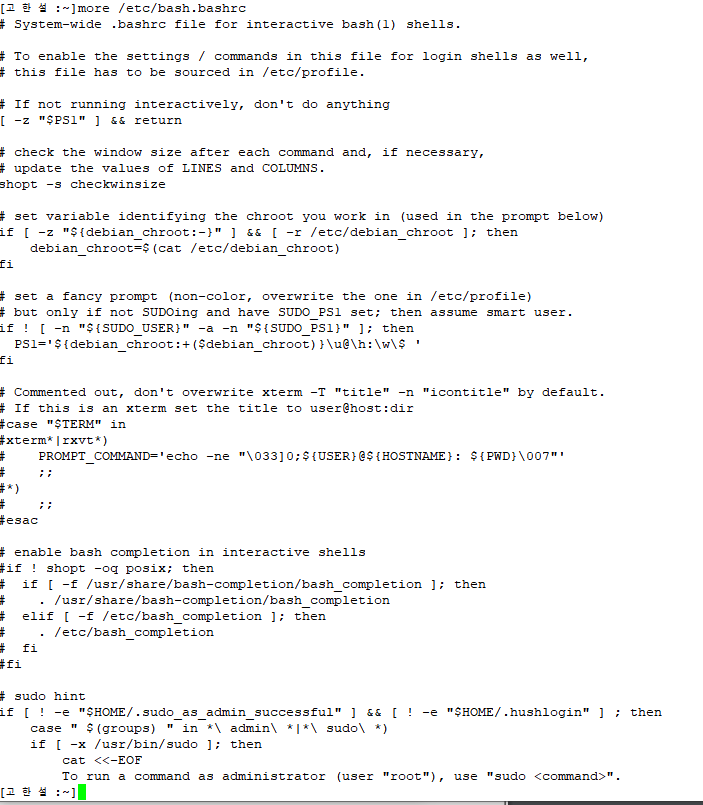 [고 한 설 :~]more /etc/bash.bashrc
# System-wide .bashrc file for interactive bash(1) shells.
# To enable the settings / commands in this file for login shells as well,
# this file has to be sourced in /etc/profile.
# If not running interactively, don't do anything
[ -z "$PS1" ] && return
# check the window size after each command and, if necessary,
# update the values of LINES and COLUMNS.
shopt -s checkwinsize
# set variable identifying the chroot you work in (used in the prompt below)
if [ -z "${debian_chroot:-}" ] && [ -r /etc/debian_chroot ]; then
    debian_chroot=$(cat /etc/debian_chroot)
fi
# set a fancy prompt (non-color, overwrite the one in /etc/profile)
# but only if not SUDOing and have SUDO_PS1 set; then assume smart user.
if ! [ -n "${SUDO_USER}" -a -n "${SUDO_PS1}" ]; then
  PS1='${debian_chroot:+($debian_chroot)}\u@\h:\w\$ '
fi
# Commented out, don't overwrite xterm -T "title" -n "icontitle" by default.
# If this is an xterm set the title to user@host:dir
#case "$TERM" in
#xterm*|rxvt*)
#    PROMPT_COMMAND='echo -ne "\033]0;${USER}@${HOSTNAME}: ${PWD}\007"'
#    ;;
#*)
#    ;;
#esac
# enable bash completion in interactive shells
#if ! shopt -oq posix; then
#  if [ -f /usr/share/bash-completion/bash_completion ]; then
#    . /usr/share/bash-completion/bash_completion
#  elif [ -f /etc/bash_completion ]; then
#    . /etc/bash_completion
#  fi
#fi
# sudo hint
if [ ! -e "$HOME/.sudo_as_admin_successful" ] && [ ! -e "$HOME/.hushlogin" ] ; then
    case " $(groups) " in *\ admin\ *|*\ sudo\ *)
    if [ -x /usr/bin/sudo ]; then
        cat <<-EOF
        To run a command as administrator (user "root"), use "sudo <command>".
[고 한 설 :~]